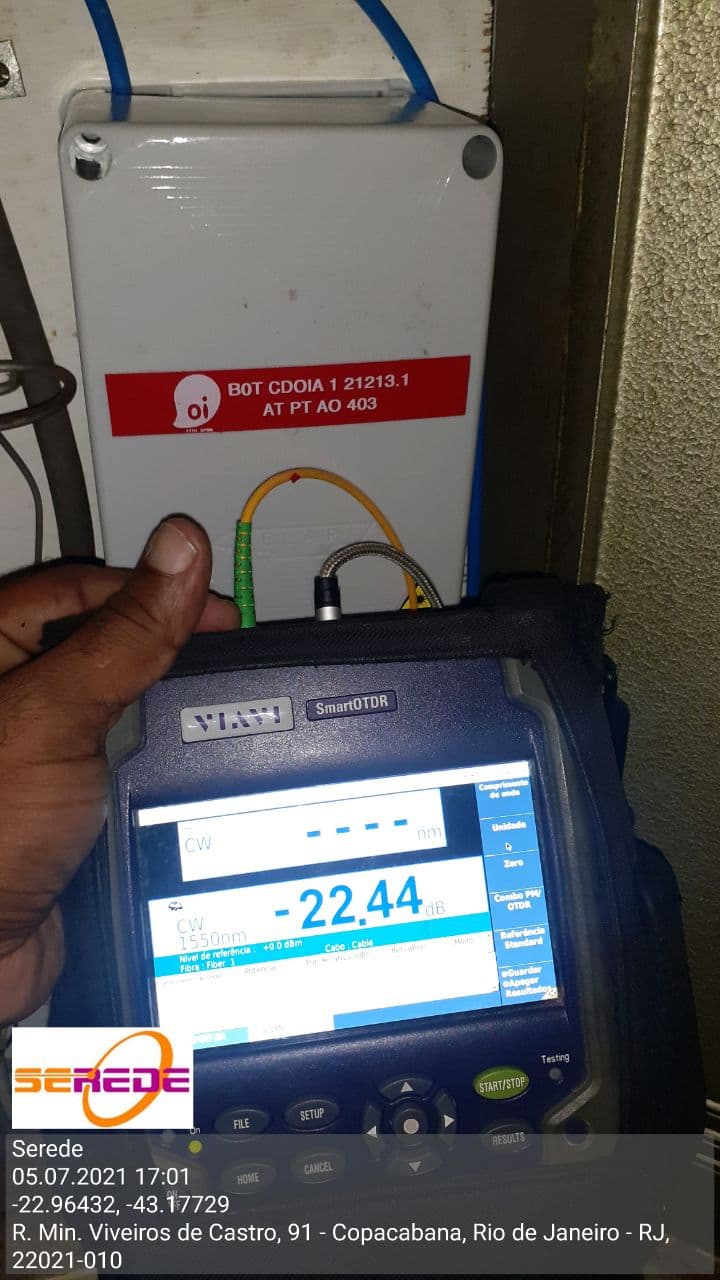 oi
B0T CDOIA 1 21213.1
AT PT AO 403
VIAVI
SmartOTDR
Comprimento de onda
CW
- - - - nm
Unidade
Zero
CW
1550nm
-22.44 dB
Combo PM/
OTDR
Nível de referência : +0.0 dBm
Cabo : Cable
Fibra : Fiber 1
Referência
Standard
Modo
Guardar
Apagar
Resultados
Testing
START/STOP
On
FILE
SETUP
HOME
CANCEL
RESULTS
SEREDE
Serede
05.07.2021 17:01
-22.96432, -43.17729
R. Min. Viveiros de Castro, 91 - Copacabana, Rio de Janeiro - RJ,
22021-010